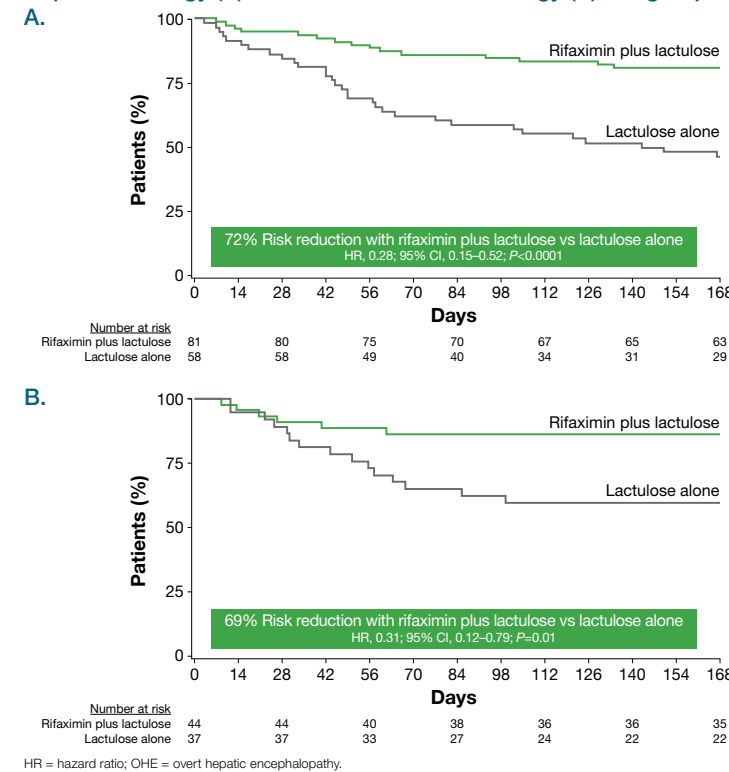 A.
100
75
50
25
0
Patients (%)
Rifaximin plus lactulose
Lactulose alone
72% Risk reduction with rifaximin plus lactulose vs lactulose alone
HR, 0.28; 95% CI, 0.15–0.52; P<0.0001
0 14 28 42 56 70 84 98 112 126 140 154 168
Days
Number at risk
Rifaximin plus lactulose 81 80 75 70 67 65 63
Lactulose alone 58 58 49 40 34 31 29
B.
100
75
50
25
0
Patients (%)
Rifaximin plus lactulose
Lactulose alone
69% Risk reduction with rifaximin plus lactulose vs lactulose alone
HR, 0.31; 95% CI, 0.12–0.79; P=0.01
0 14 28 42 56 70 84 98 112 126 140 154 168
Days
Number at risk
Rifaximin plus lactulose 44 44 40 38 36 36 35
Lactulose alone 37 37 33 27 24 22 22
HR = hazard ratio; OHE = overt hepatic encephalopathy.